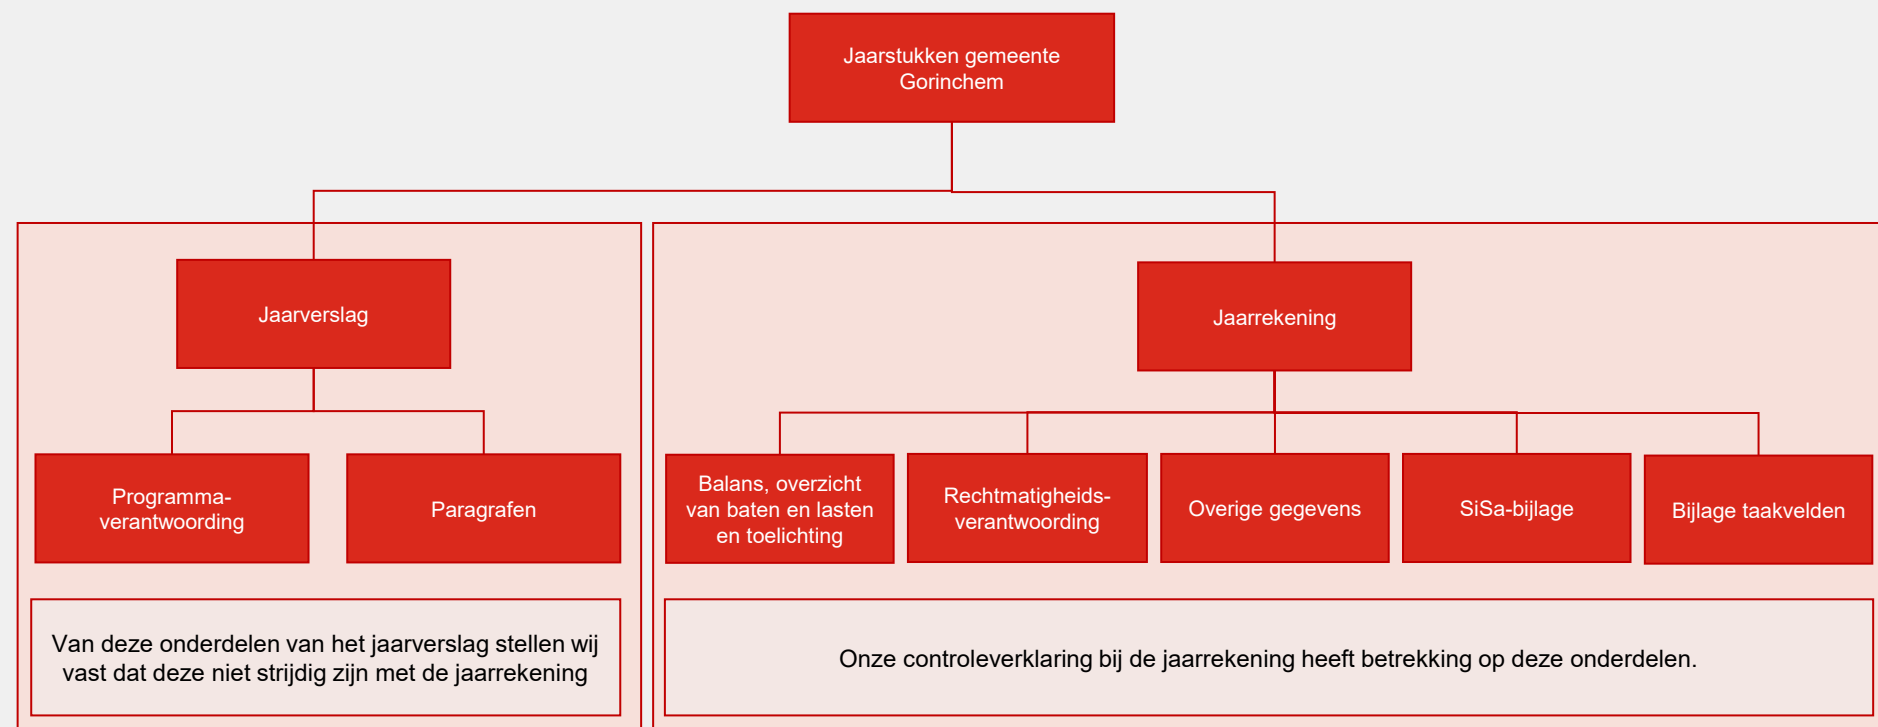 Jaarstukken gemeente
Gorinchem
Jaarverslag
Jaarrekening
Programma-
verantwoording
Paragrafen
Balans, overzicht
van baten en lasten
en toelichting
Rechtmatigheids-
verantwoording
Overige gegevens
SiSa-bijlage
Bijlage taakvelden
Van deze onderdelen van het jaarverslag stellen wij
vast dat deze niet strijdig zijn met de jaarrekening
Onze controleverklaring bij de jaarrekening heeft betrekking op deze onderdelen.